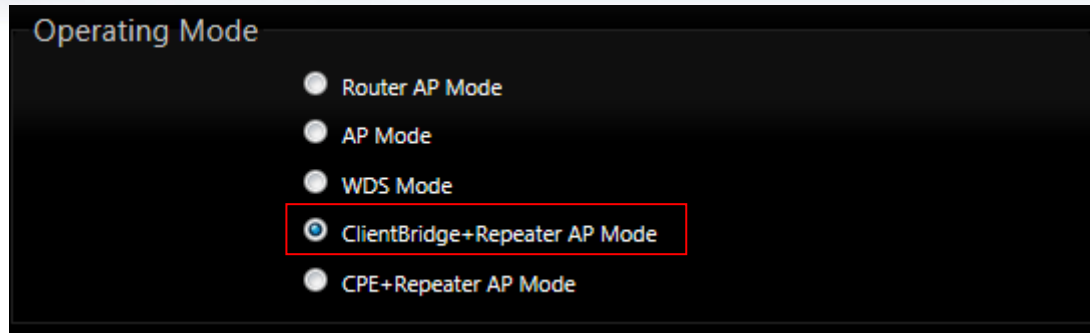 Operating Mode
Router AP Mode
AP Mode
WDS Mode
ClientBridge+Repeater AP Mode
CPE+Repeater AP Mode